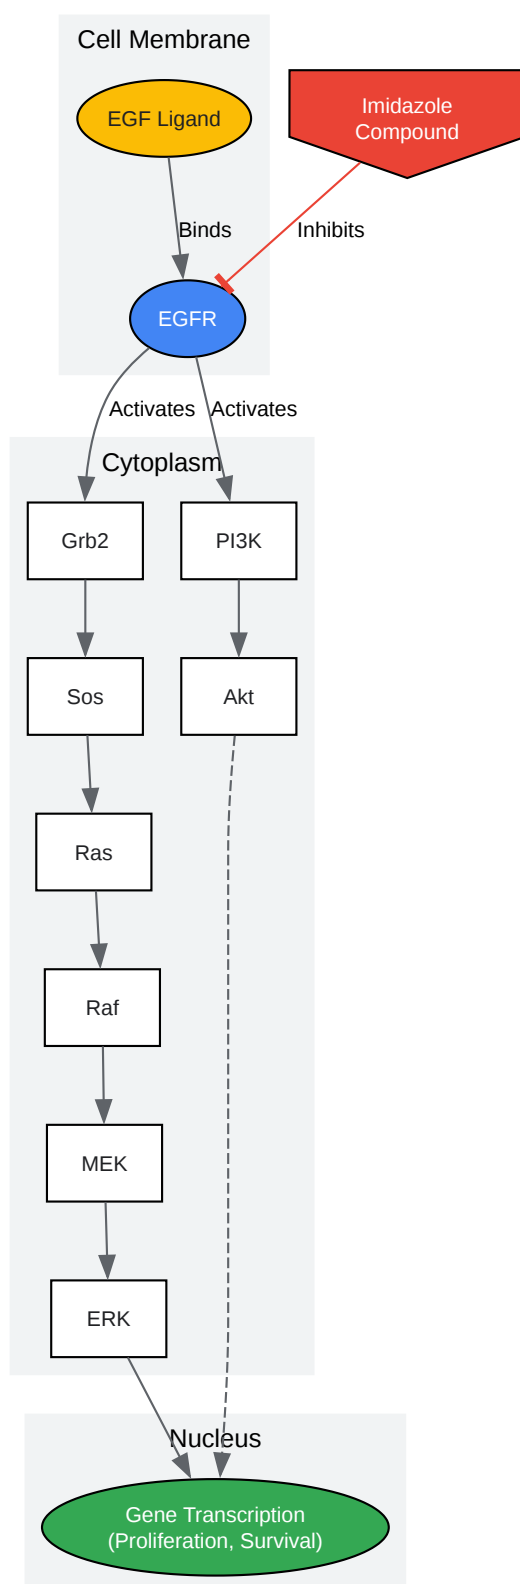 Cell Membrane
EGF Ligand
Imidazole
Compound
Binds
Inhibits
EGFR
Activates
Activates
Cytoplasm
Grb2
PI3K
Sos
Akt
Ras
Raf
MEK
ERK
Nucleus
Gene Transcription
(Proliferation, Survival)